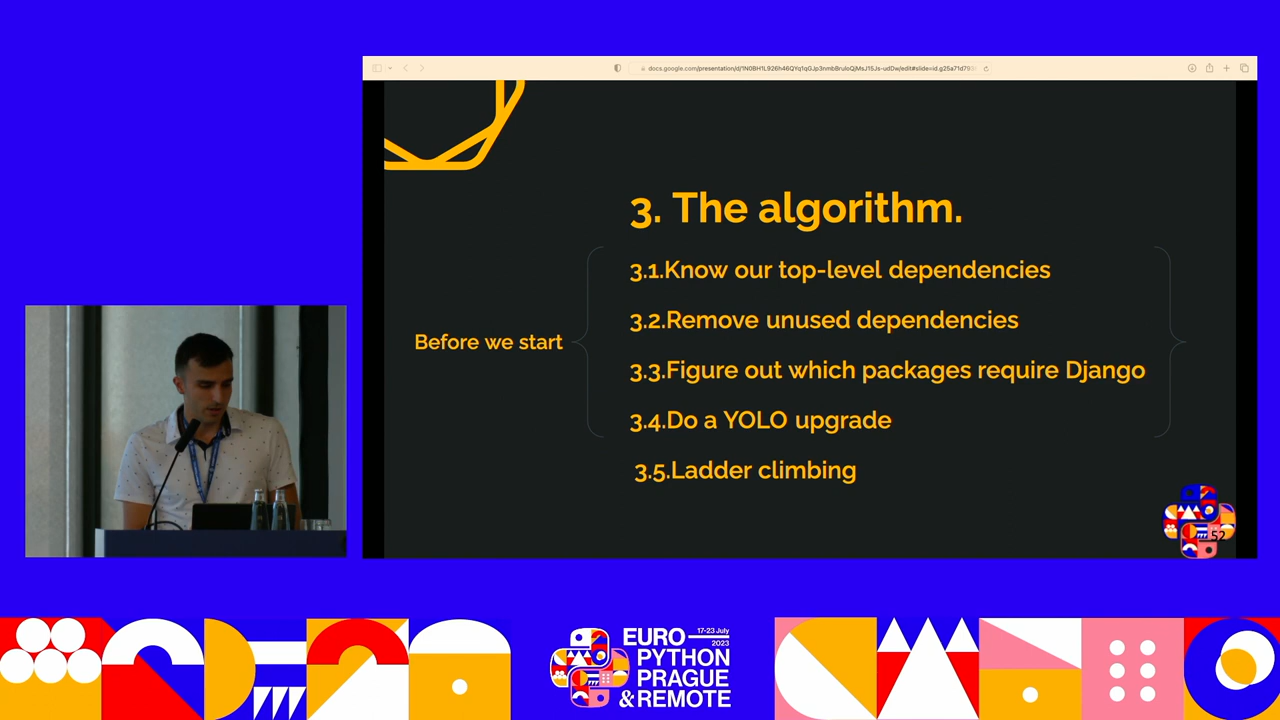 3. The algorithm.
3.1.Know our top-level dependencies
3.2.Remove unused dependencies
Before we start
3.3.Figure out which packages require Django
3.4.Do a YOLO upgrade
3.5.Ladder climbing
52
17-23 July
2023
EURO
PYTHON
PRAGUE
& REMOTE